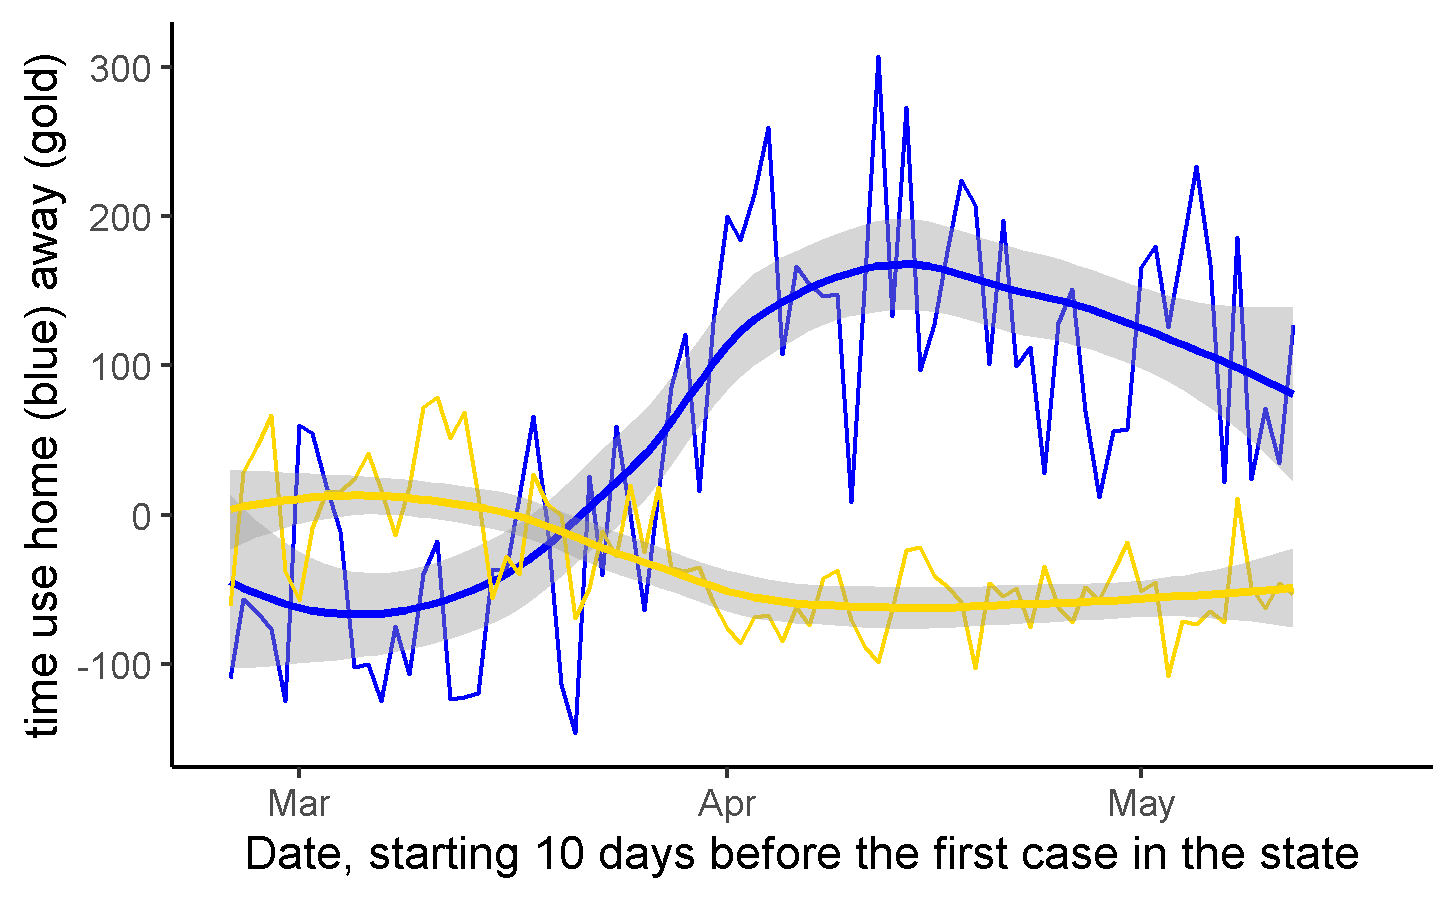 time use home (blue) away (gold)
300
200
100
0
-100
Mar
Apr
May
Date, starting 10 days before the first case in the state